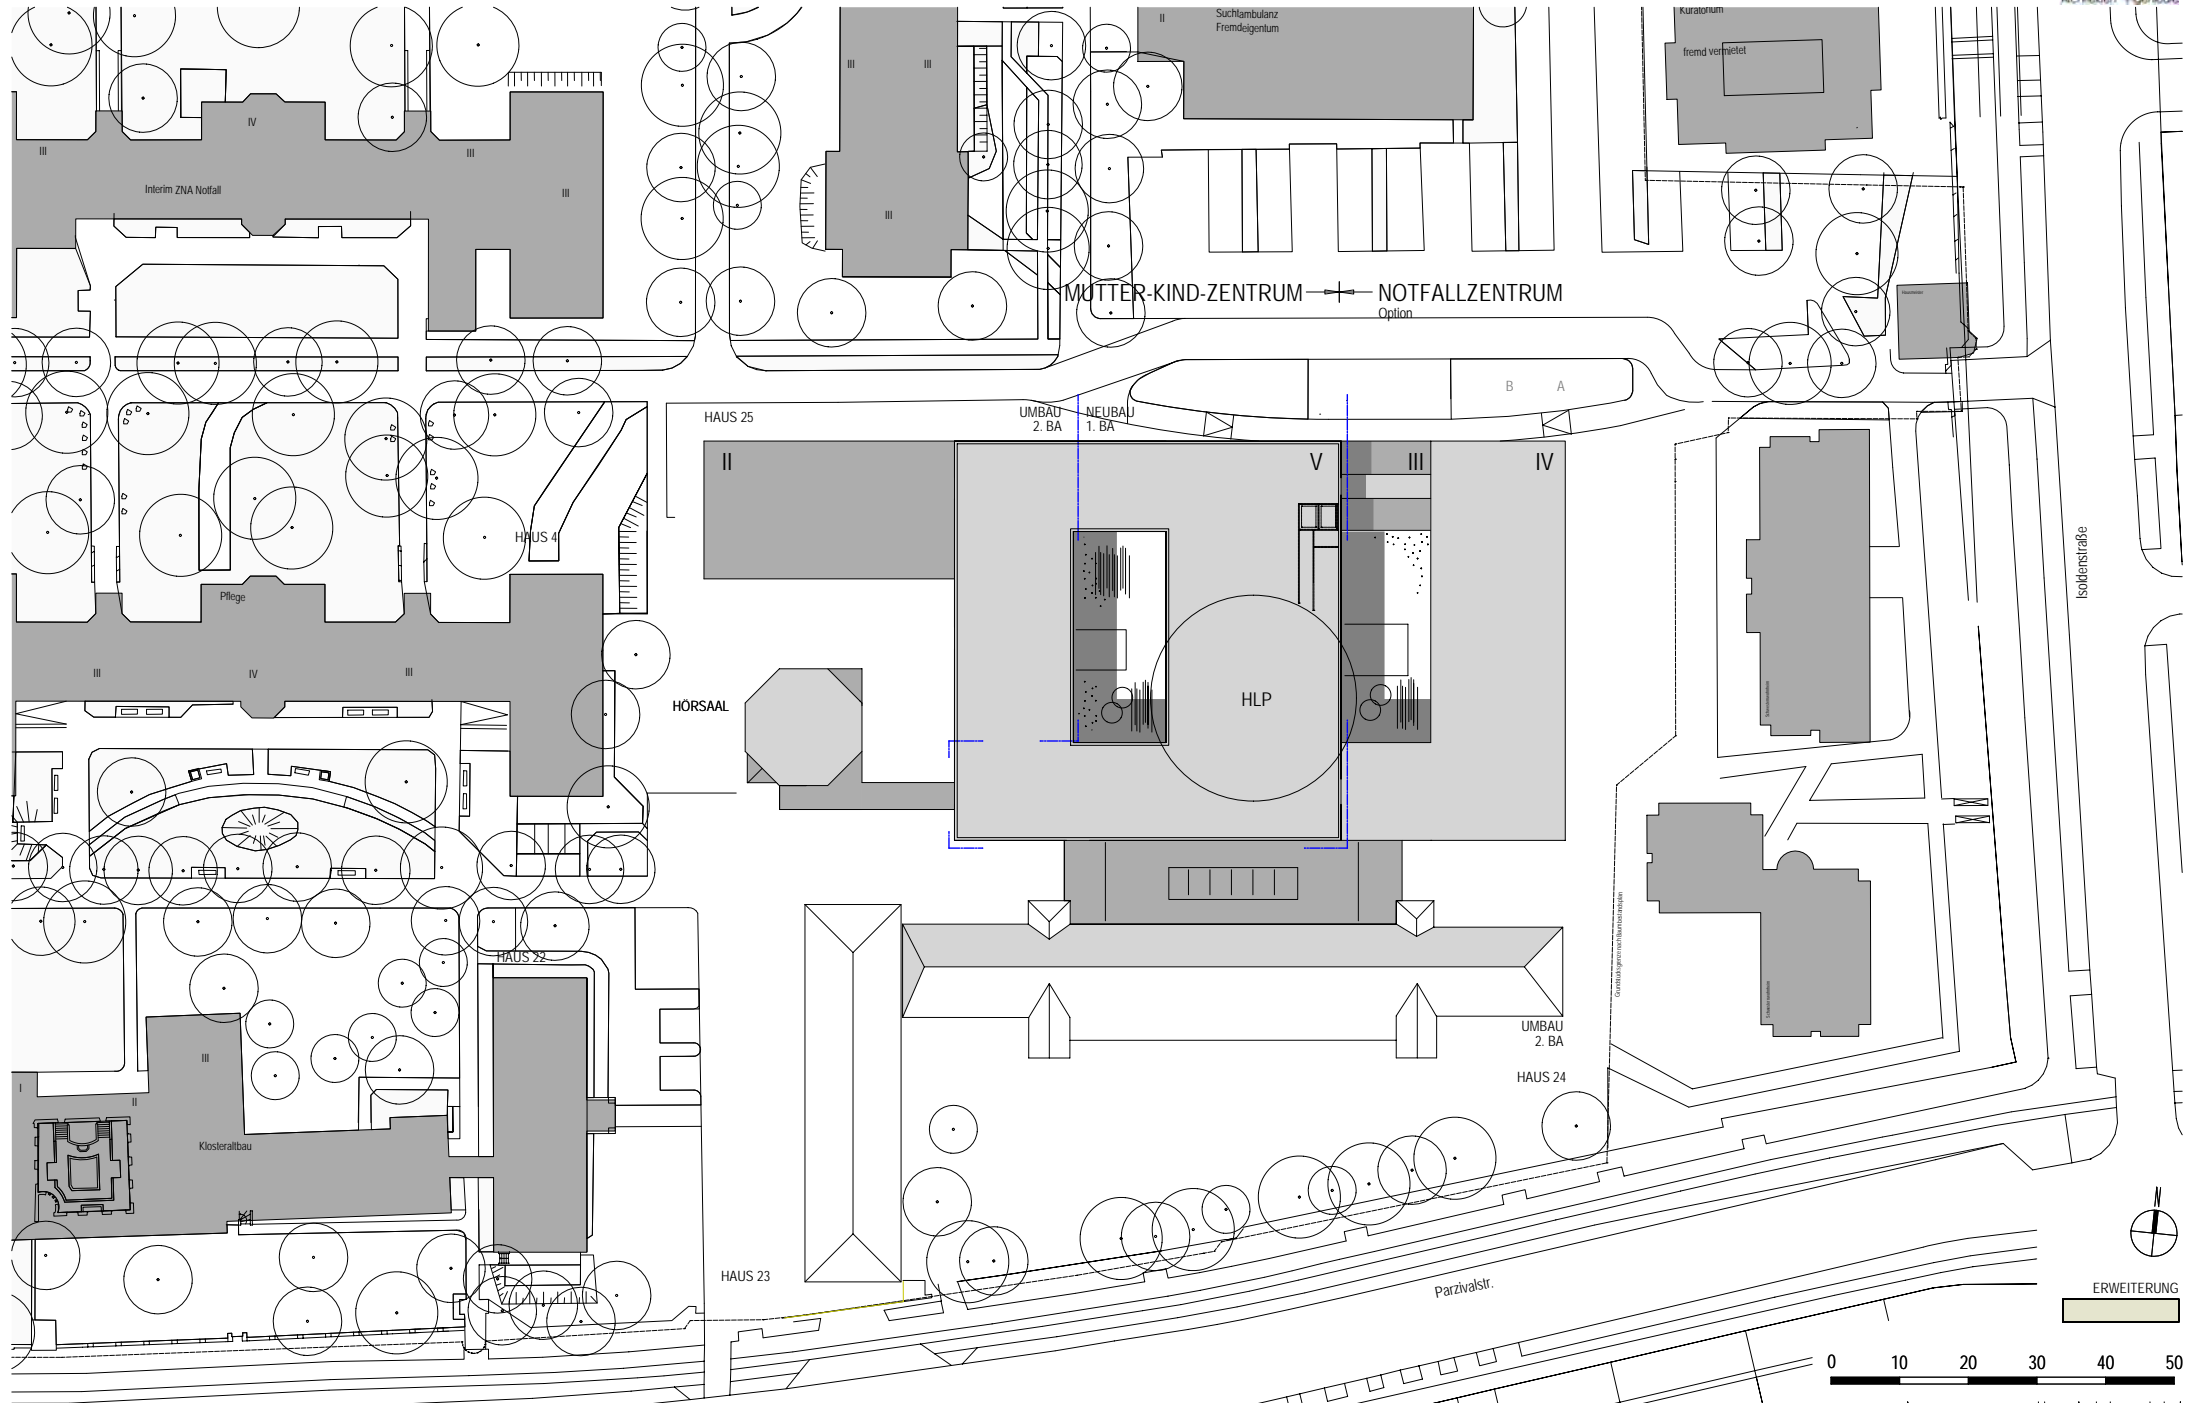 Suchtambulanz
Fremdeigentum
II
Kuratorium
fremd vermietet
III
III
III
IV
III
III
III
Interim ZNA Notfall
MUTTER-KIND-ZENTRUM
NOTFALLZENTRUM
Option
B
A
HAUS 25
UMBAU
2. BA
NEUBAU
1. BA
II
V
III
IV
HAUS 4
Isoldenstraße
Pflege
III
IV
III
HÖRSAAL
HLP
Grundstücksgrenze nach Baumbestandsplan
HAUS 22
UMBAU
2. BA
HAUS 24
III
I
II
Klosteraltbau
HAUS 23
Parzivalstr.
N
ERWEITERUNG
0 10 20 30 40 50